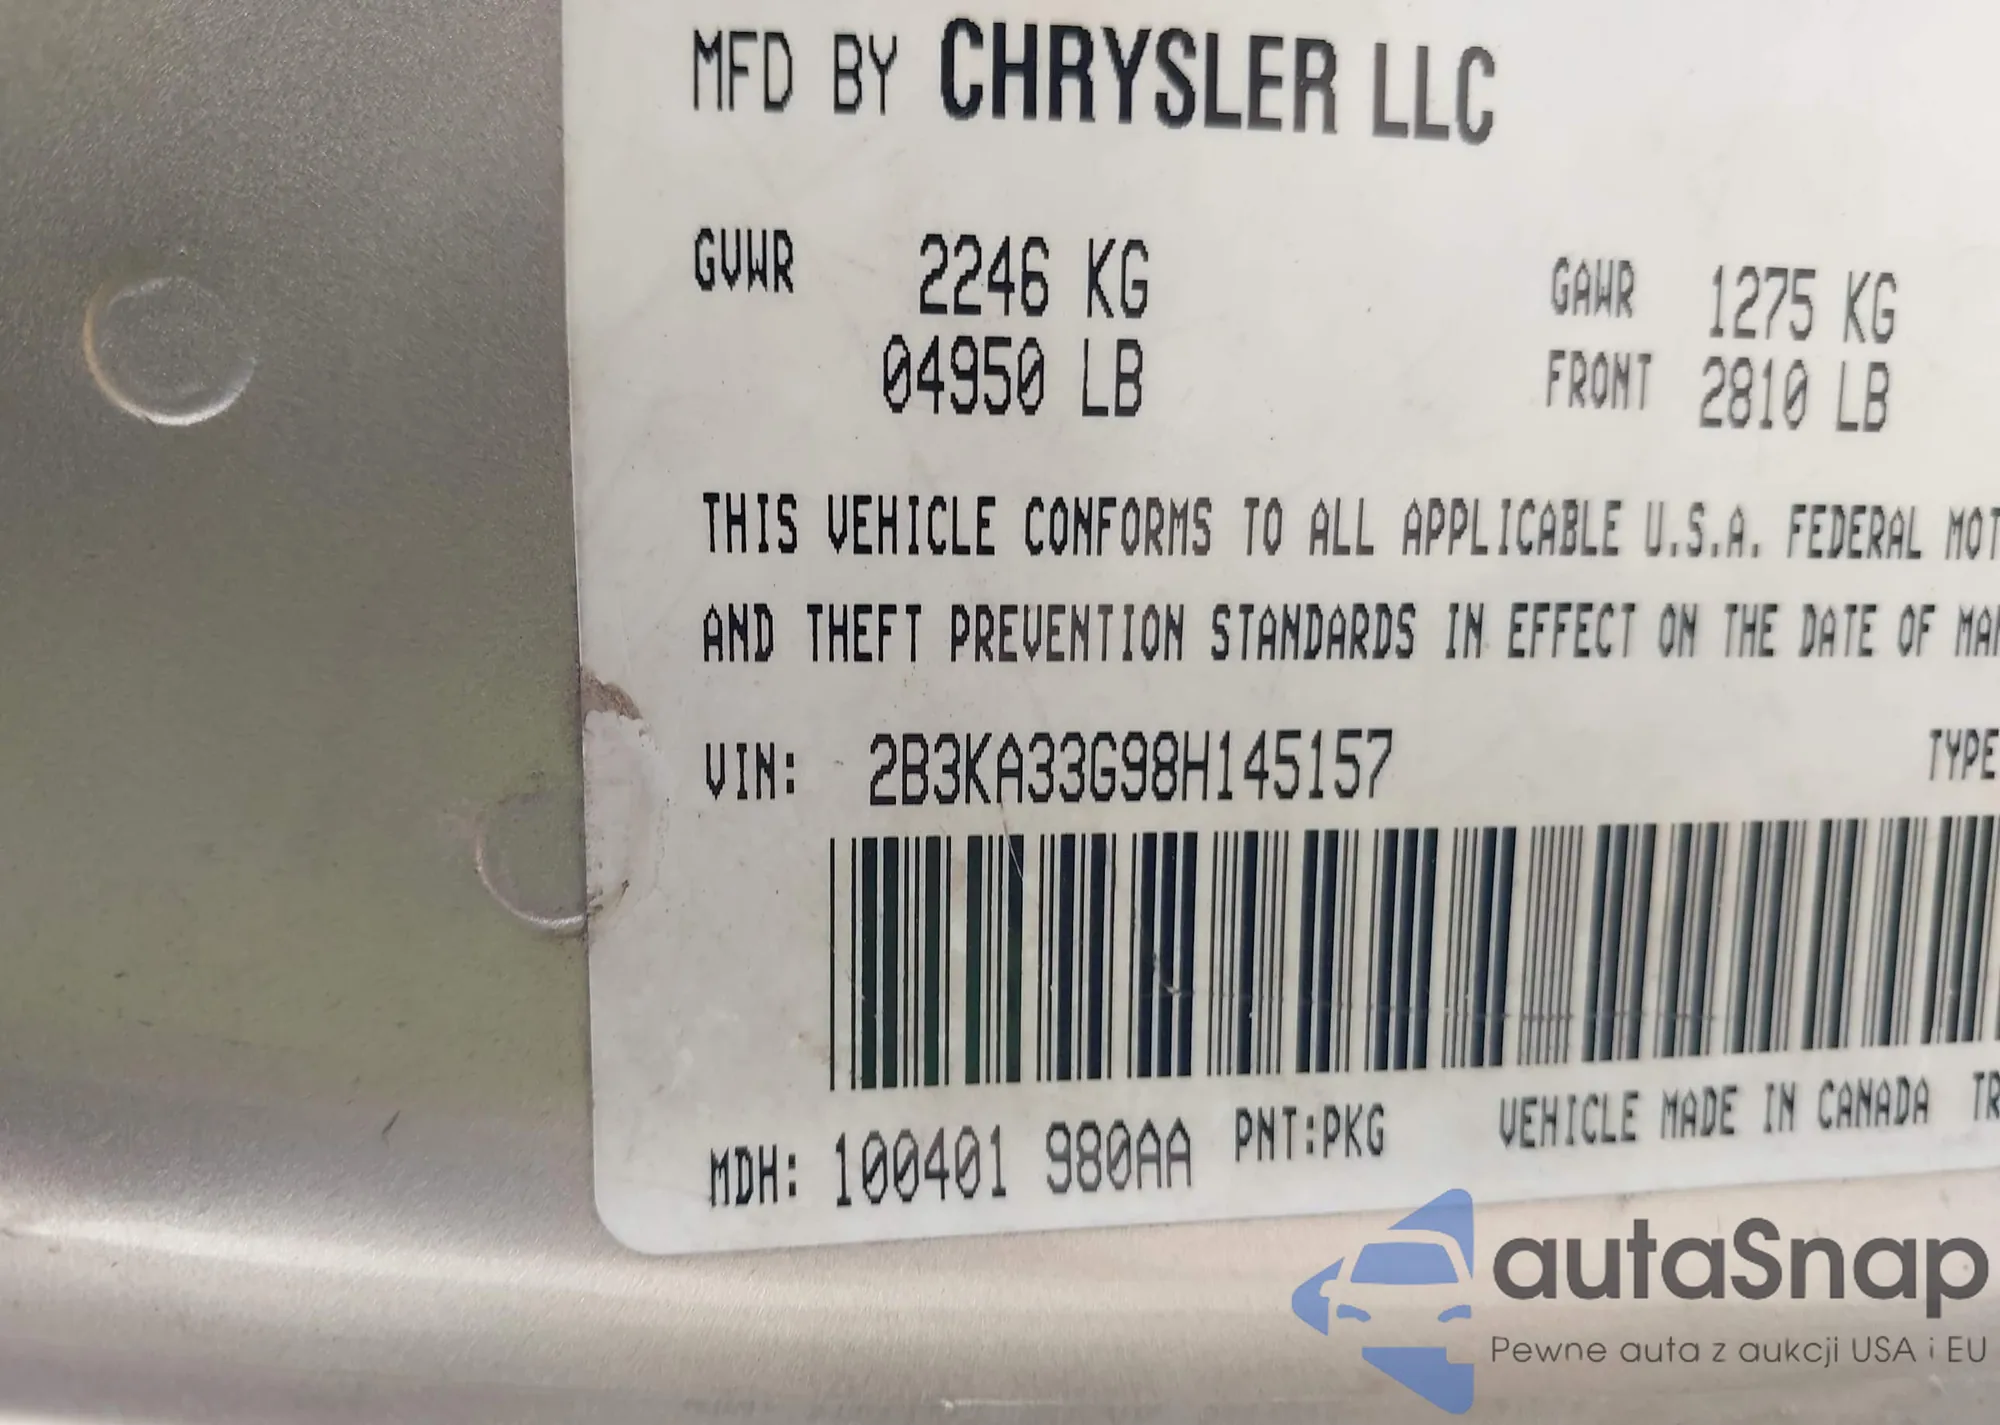 MFD BY CHRYSLER LLC
GVWR 2246 KG GAWR 1275 KG
04950 LB FRONT 2810 LB
THIS VEHICLE CONFORMS TO ALL APPLICABLE U.S.A. FEDERAL MOT
AND THEFT PREVENTION STANDARDS IN EFFECT ON THE DATE OF MAN
VIN: 2B3KA33G98H145157 TYPE
MDH: 100401 980AA PNT:PKG VEHICLE MADE IN CANADA TR
autaSnap
Pewne auta z aukcji USA i EU